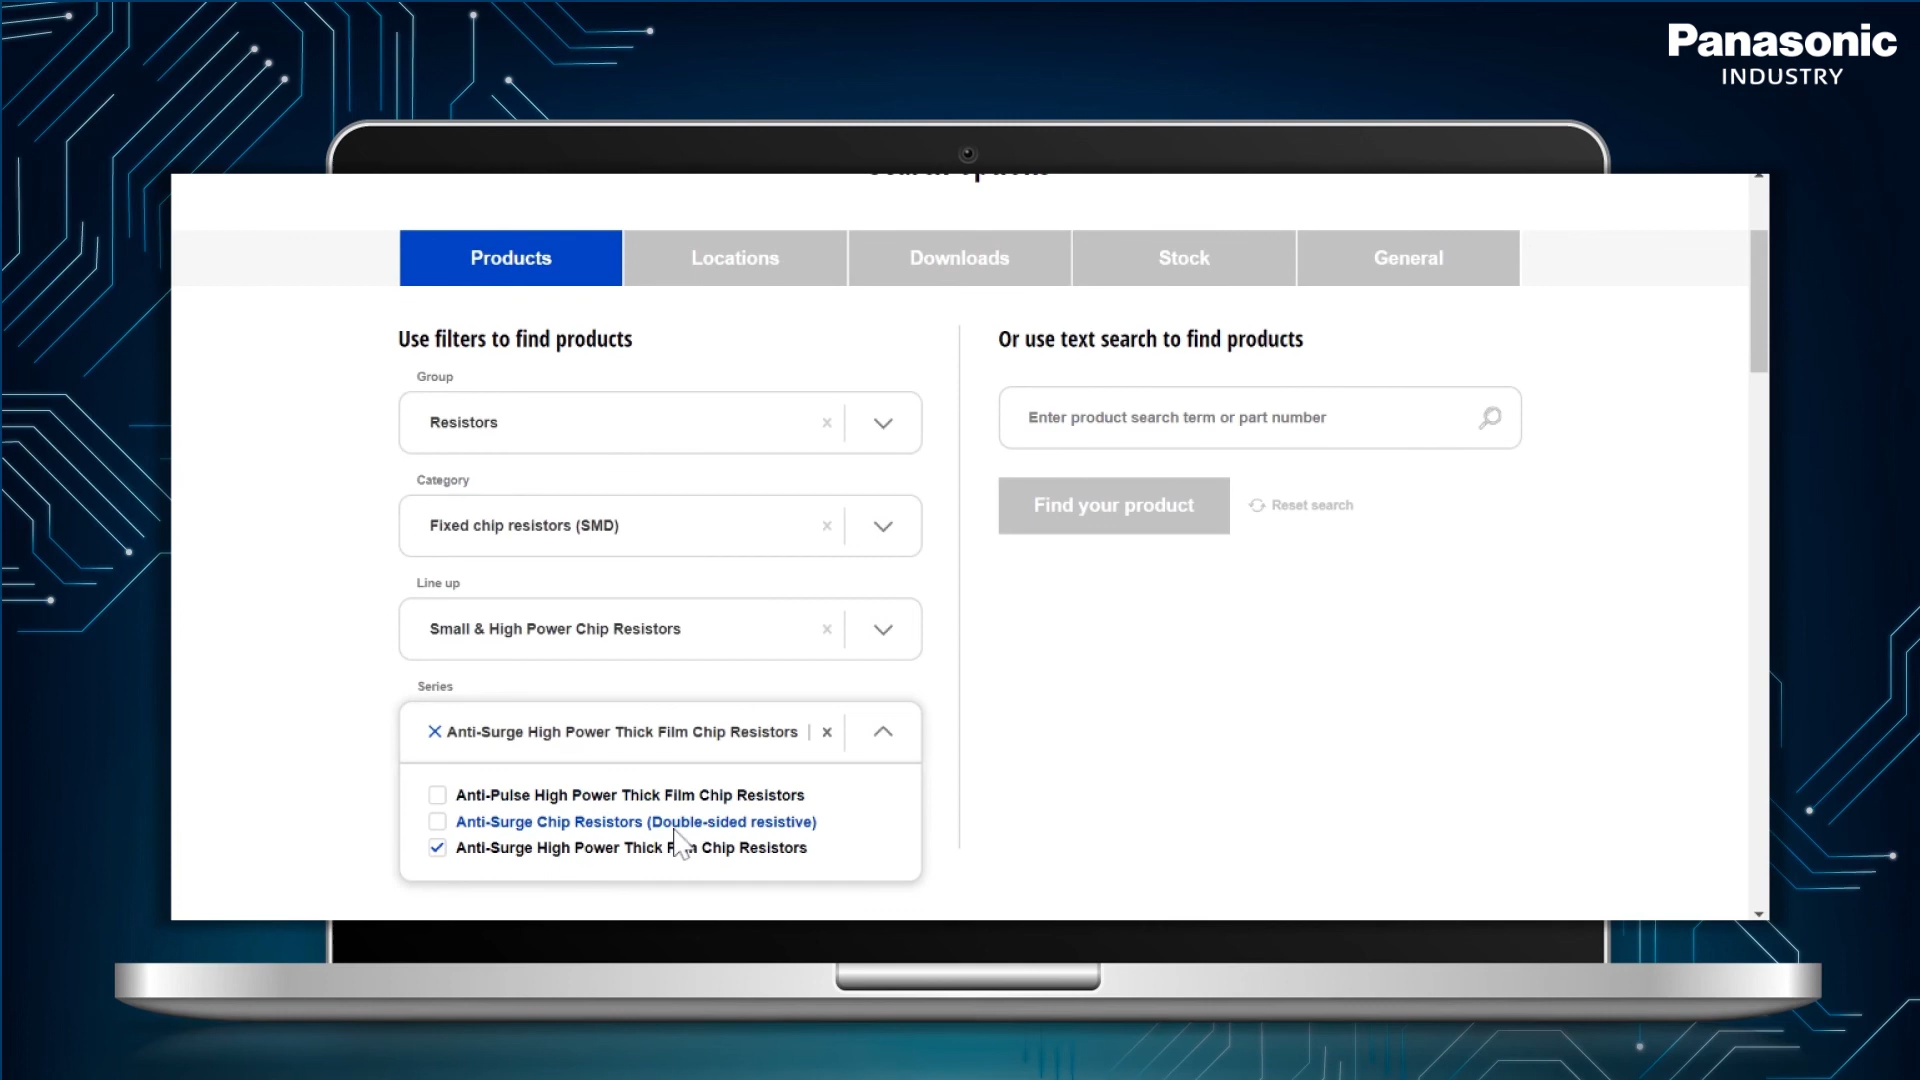 Panasonic
INDUSTRY
Products
Locations
Downloads
Stock
General
Use filters to find products
Group
Resistors
Category
Fixed chip resistors (SMD)
Line up
Small & High Power Chip Resistors
Series
Anti-Surge High Power Thick Film Chip Resistors
Anti-Pulse High Power Thick Film Chip Resistors
Anti-Surge Chip Resistors (Double-sided resistive)
Anti-Surge High Power Thick Film Chip Resistors
Or use text search to find products
Enter product search term or part number
Find your product
Reset search